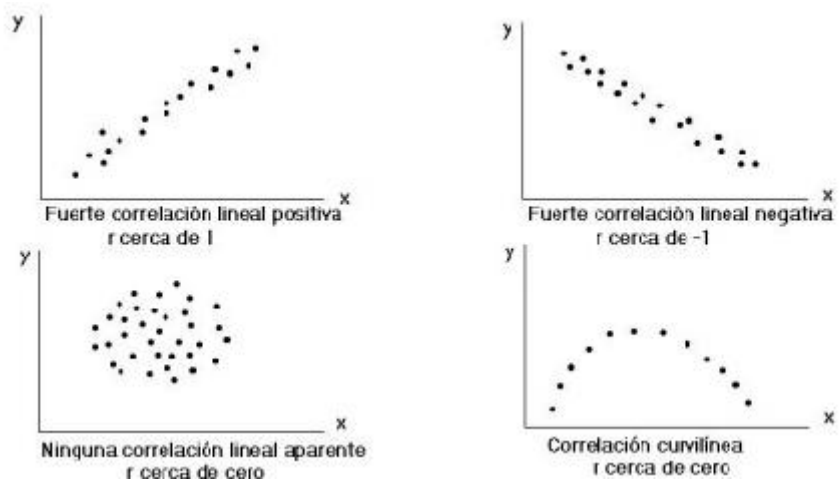 y
x
Fuerte correlación lineal positiva
r cerca de 1
y
x
Fuerte correlación lineal negativa
r cerca de -1
y
x
Ninguna correlación lineal aparente
r cerca de cero
y
x
Correlación curvilínea
r cerca de cero